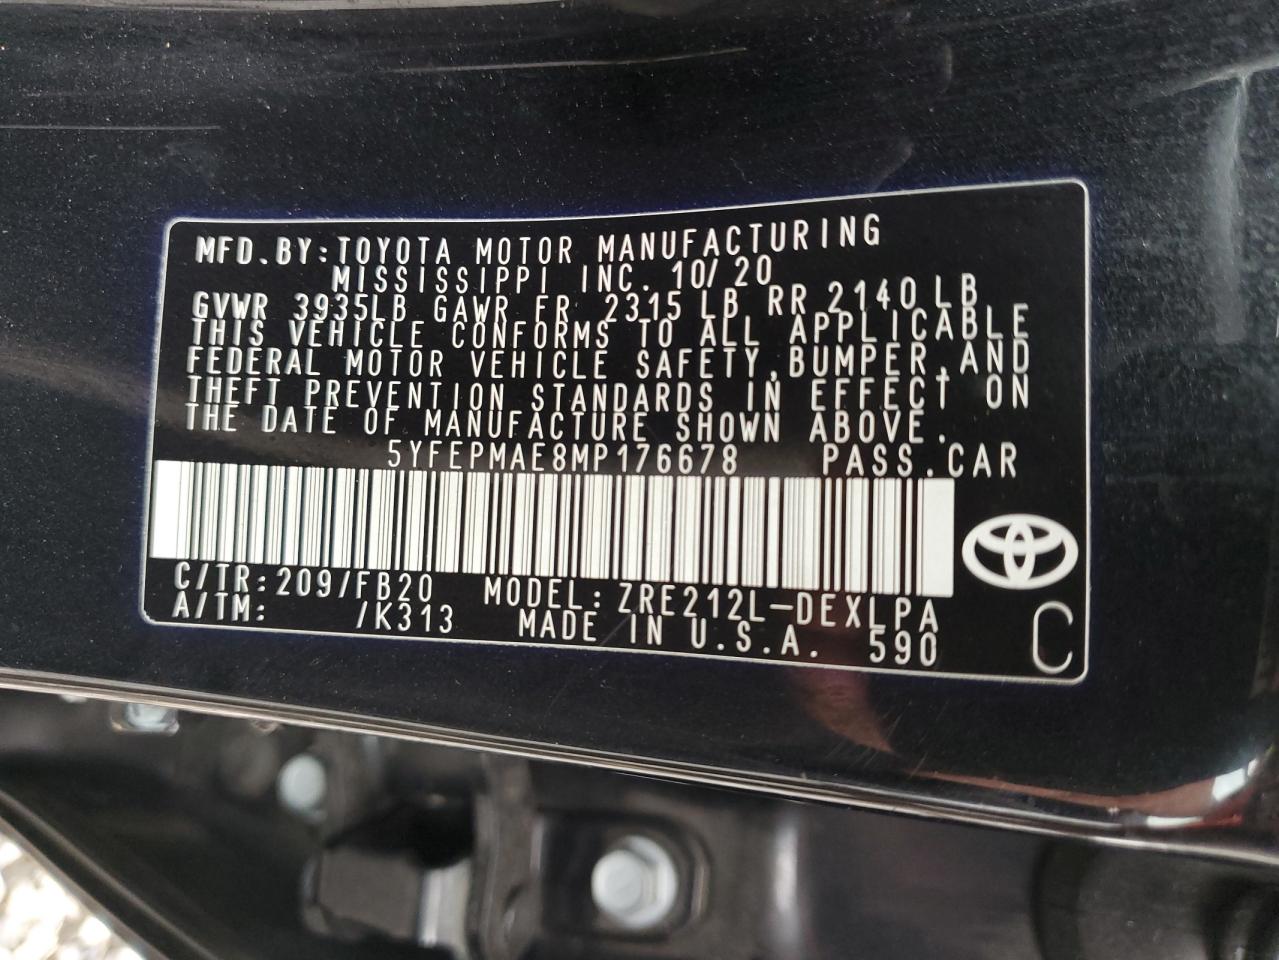 MFD.BY:TOYOTA MOTOR MANUFACTURING
MISSISSIPPI INC. 10/20
GVWR 3935LB GAWR FR 2315 LB RR 2140 LB
THIS VEHICLE CONFORMS TO ALL APPLICABLE
FEDERAL MOTOR VEHICLE SAFETY, BUMPER, AND
THEFT PREVENTION STANDARDS IN EFFECT ON
THE DATE OF MANUFACTURE SHOWN ABOVE.
5YFEPMAE8MP176678 PASS.CAR
C/TR:209/FB20 MODEL:ZRE212L-DEXLPA
A/TM: /K313 MADE IN U.S.A. 590
C